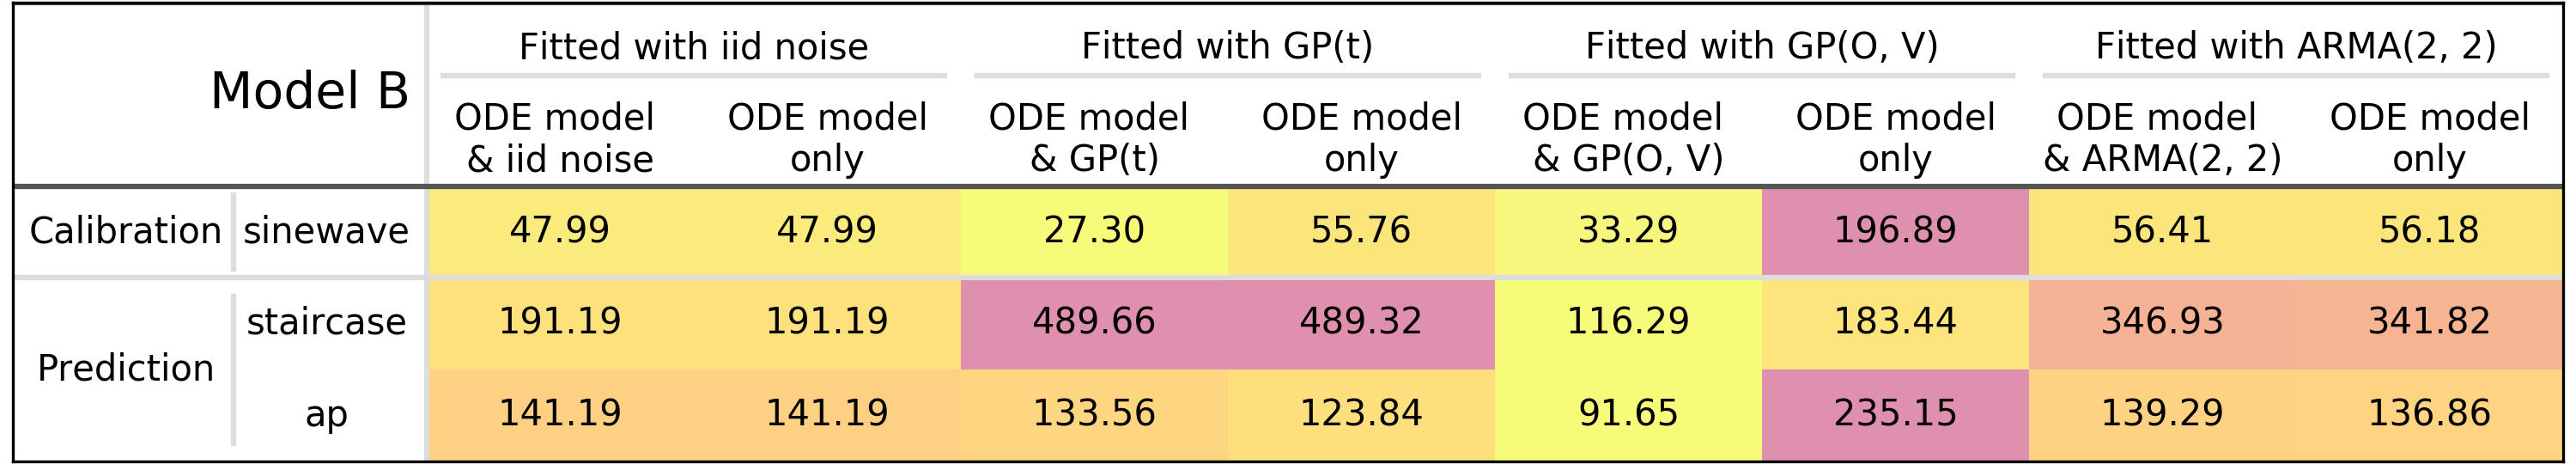 Model B
Fitted with iid noise Fitted with GP(t) Fitted with GP(O, V) Fitted with ARMA(2, 2)
ODE model ODE model ODE model ODE model ODE model ODE model ODE model ODE model
& iid noise only & GP(t) only & GP(O, V) only & ARMA(2, 2) only
Calibration sinewave 47.99 47.99 27.30 55.76 33.29 196.89 56.41 56.18
Prediction
staircase 191.19 191.19 489.66 489.32 116.29 183.44 346.93 341.82
ap 141.19 141.19 133.56 123.84 91.65 235.15 139.29 136.86